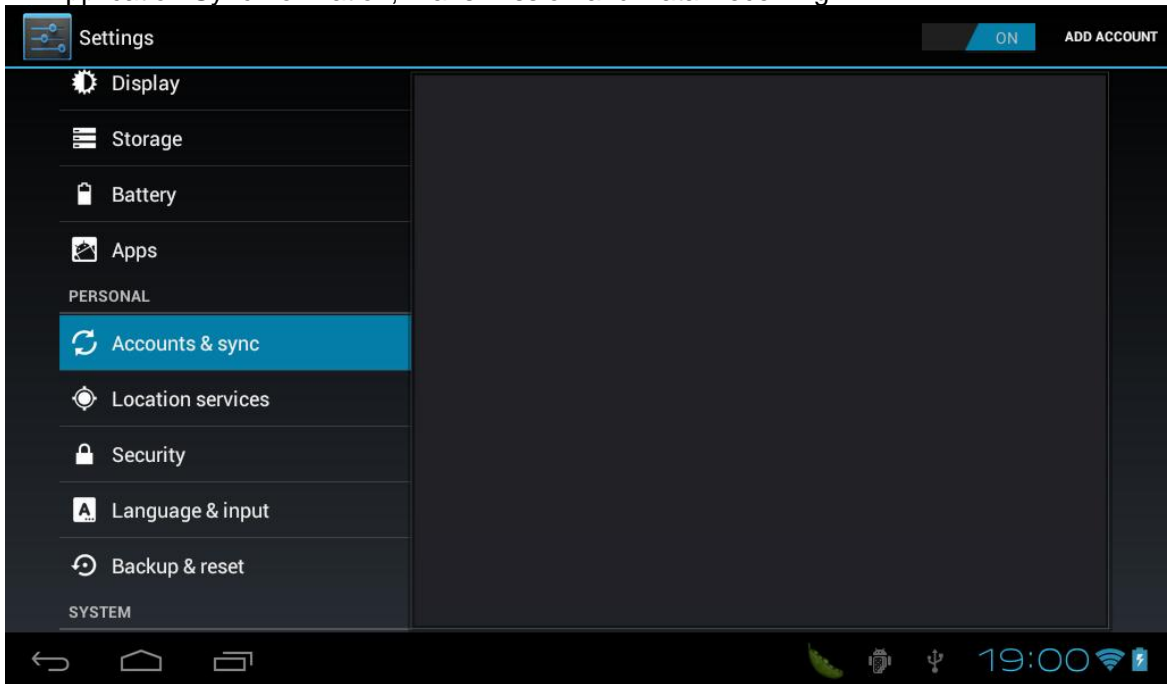 Settings
ON
ADD ACCOUNT
Display
Storage
Battery
Apps
PERSONAL
Accounts & sync
Location services
Security
Language & input
Backup & reset
SYSTEM
19:00